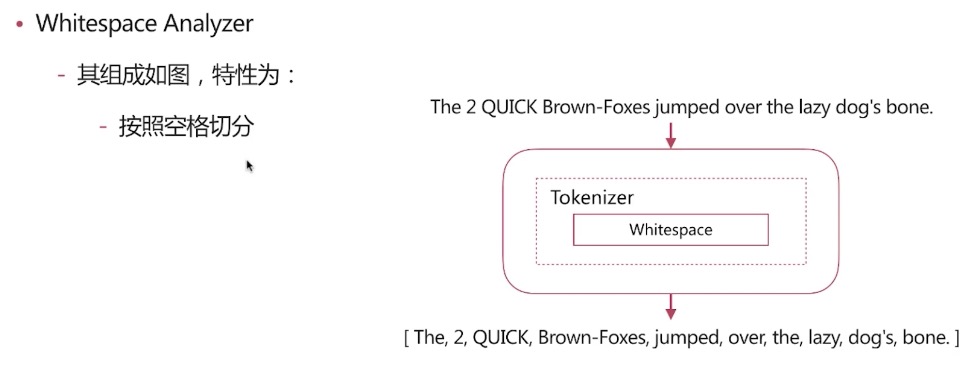 • Whitespace Analyzer
- 其组成如图，特性为：
- 按照空格切分
The 2 QUICK Brown-Foxes jumped over the lazy dog's bone.
Tokenizer
Whitespace
[ The, 2, QUICK, Brown-Foxes, jumped, over, the, lazy, dog's, bone. ]